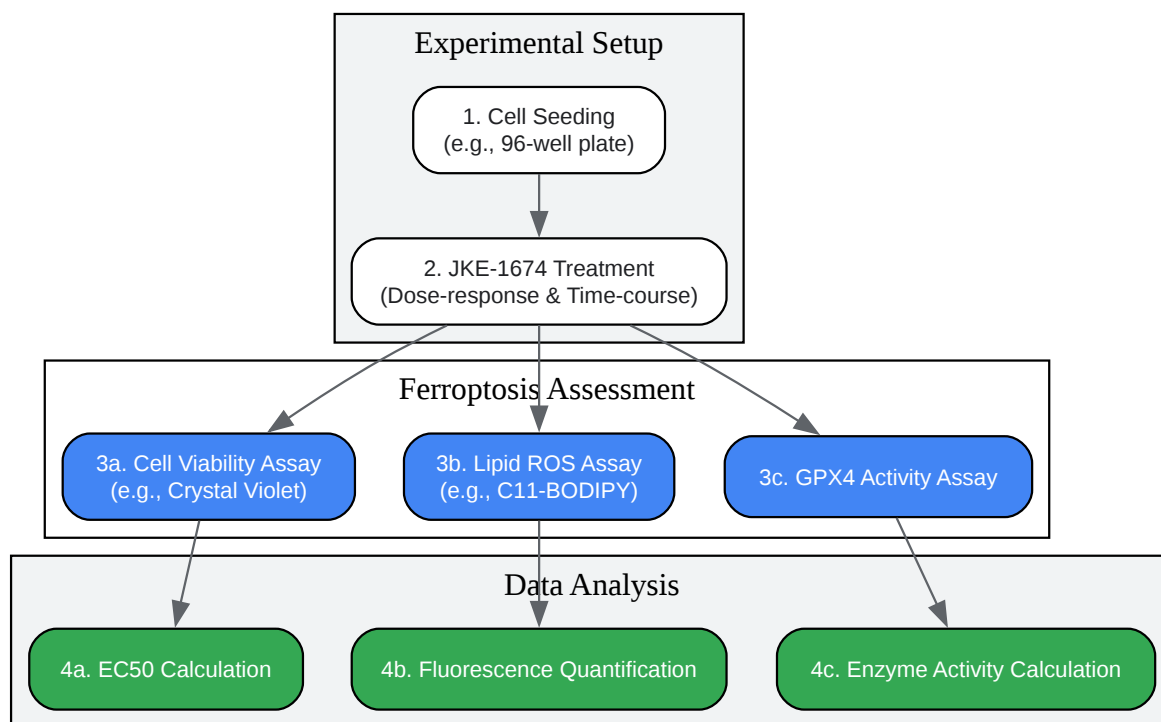 Experimental Setup
1. Cell Seeding
(e.g., 96-well plate)
2. JKE-1674 Treatment
(Dose-response & Time-course)
Ferroptosis Assessment
3a. Cell Viability Assay
(e.g., Crystal Violet)
3b. Lipid ROS Assay
(e.g., C11-BODIPY)
3c. GPX4 Activity Assay
Data Analysis
4a. EC50 Calculation
4b. Fluorescence Quantification
4c. Enzyme Activity Calculation